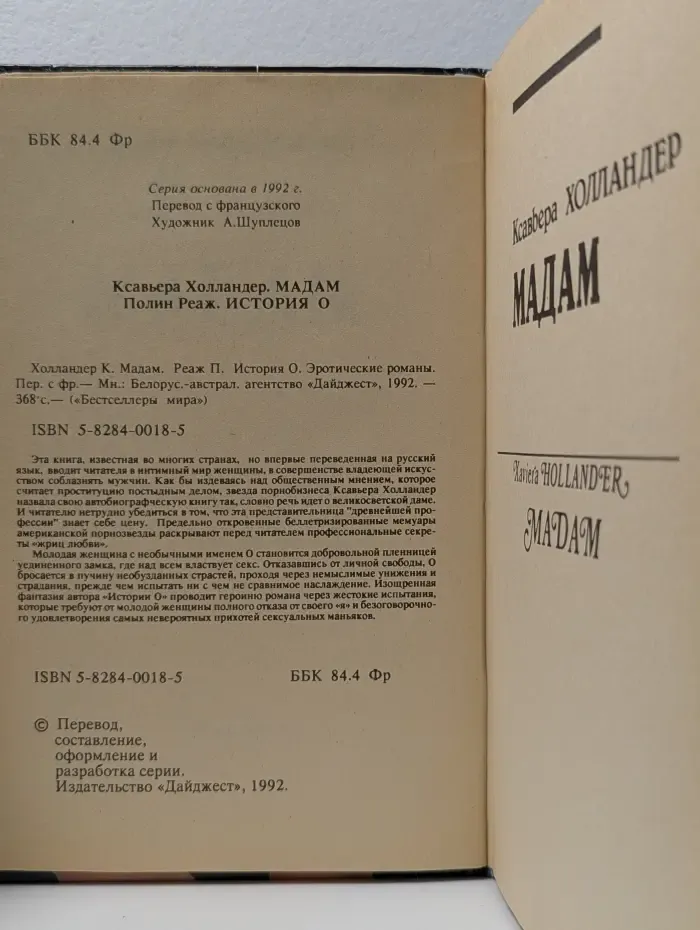 ББК 84.4 Фр
Серия основана в 1992 г.
Перевод с французского
Художник А.Шуплецов
Ксавьера Холландер. МАДАМ
Полин Реаж. ИСТОРИЯ О
Холландер К. Мадам. Реаж П. История О. Эротические романы.
Пер. с фр.— Мн.: Белорус.-австрал. агентство «Дайджест», 1992. —
368 с.— («Бестселлеры мира»)
ISBN 5-8284-0018-5
Эта книга, известная во многих странах, но впервые переведенная на русский
язык, вводит читателя в интимный мир женщины, в совершенстве владеющей искус-
ством соблазнять мужчин. Как бы издеваясь над общественным мнением, которое
считает проституцию постыдным делом, звезда порнобизнеса Ксавьера Холландер
назвала свою автобиографическую книгу так, словно речь идет о великосветской даме.
И читателю нетрудно убедиться в том, что эта представительница "древнейшей про-
фессии" знает себе цену. Предельно откровенные беллетризированные мемуары
американской порнозвезды раскрывают перед читателем профессиональные секре-
ты «жриц любви».
Молодая женщина с необычными именем О становится добровольной пленницей
уединенного замка, где над всем властвует секс. Отказавшись от личной свободы, О
бросается в пучину необузданных страстей, проходя через немыслимые унижения и
страдания, прежде чем испытать ни с чем не сравнимое наслаждение. Изощренная
фантазия автора «Истории О» проводит героиню романа через жестокие испытания,
которые требуют от молодой женщины полного отказа от своего «я» и безоговорочно-
го удовлетворения самых невероятных прихотей сексуальных маньяков.
ISBN 5-8284-0018-5 ББК 84.4 Фр
© Перевод,
составление,
оформление и
разработка серии.
Издательство «Дайджест», 1992.
Ксавьера ХОЛЛАНДЕР
МАДАМ
Xaviera HOLLANDER
MADAM